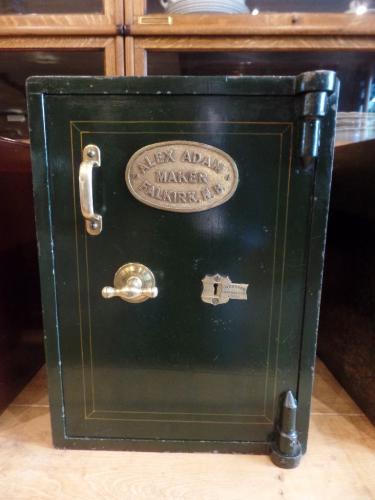 ALEX ADAM
MAKER
FALKIRK, N.B.